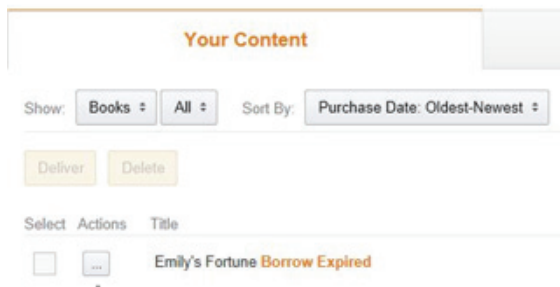 Your Content
Show: Books All Sort By: Purchase Date: Oldest-Newest
Deliver Delete
Select Actions Title
... Emily's Fortune Borrow Expired